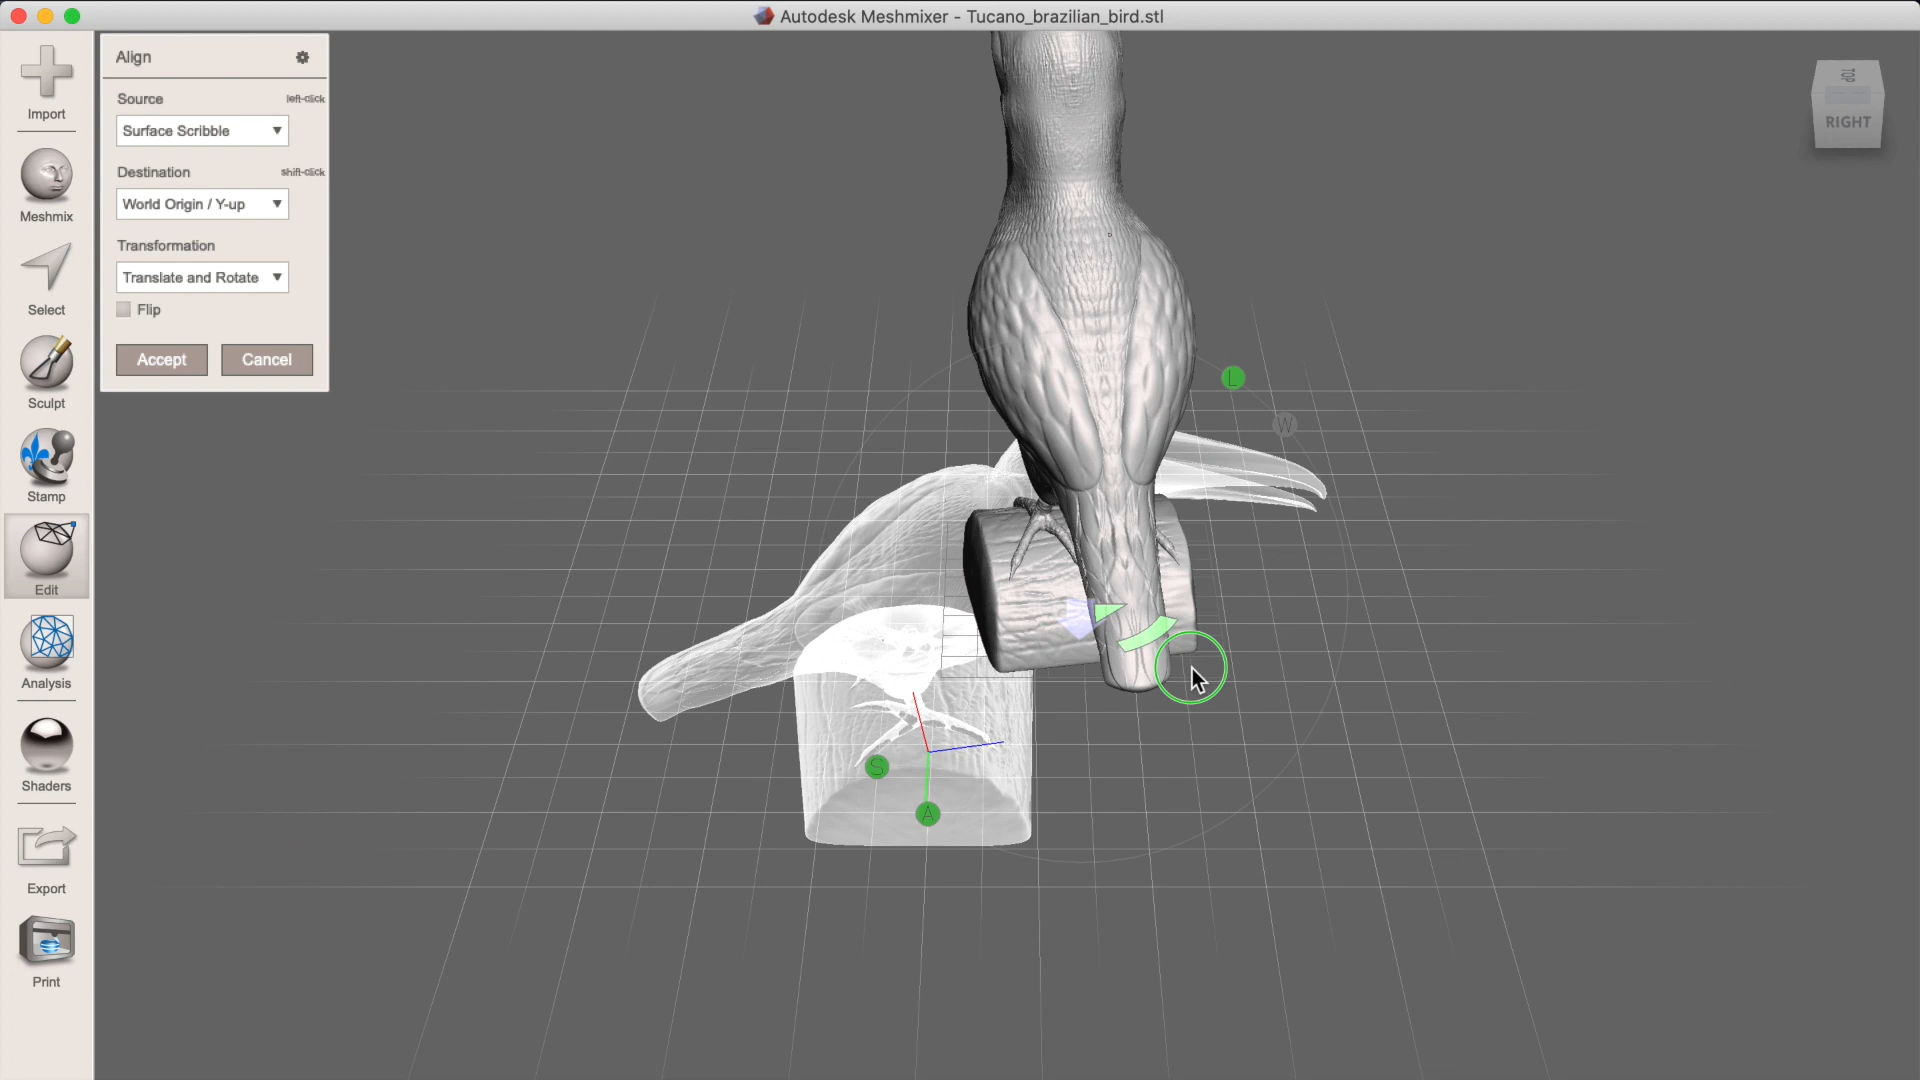 Autodesk Meshmixer - Tucano_brazilian_bird.stl
Import
Meshmix
Select
Sculpt
Stamp
Edit
Analysis
Shaders
Export
Print
Align
Source left-click
Surface Scribble
Destination shift-click
World Origin / Y-up
Transformation
Translate and Rotate
Flip
Accept Cancel
RIGHT
L
W
S
A